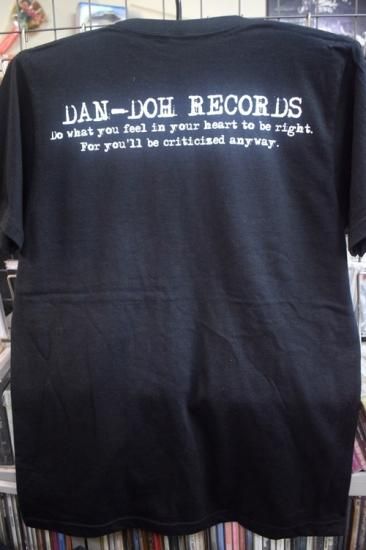 DAN-DOH RECORDS
Do what you feel in your heart to be right.
For you'll be criticized anyway.